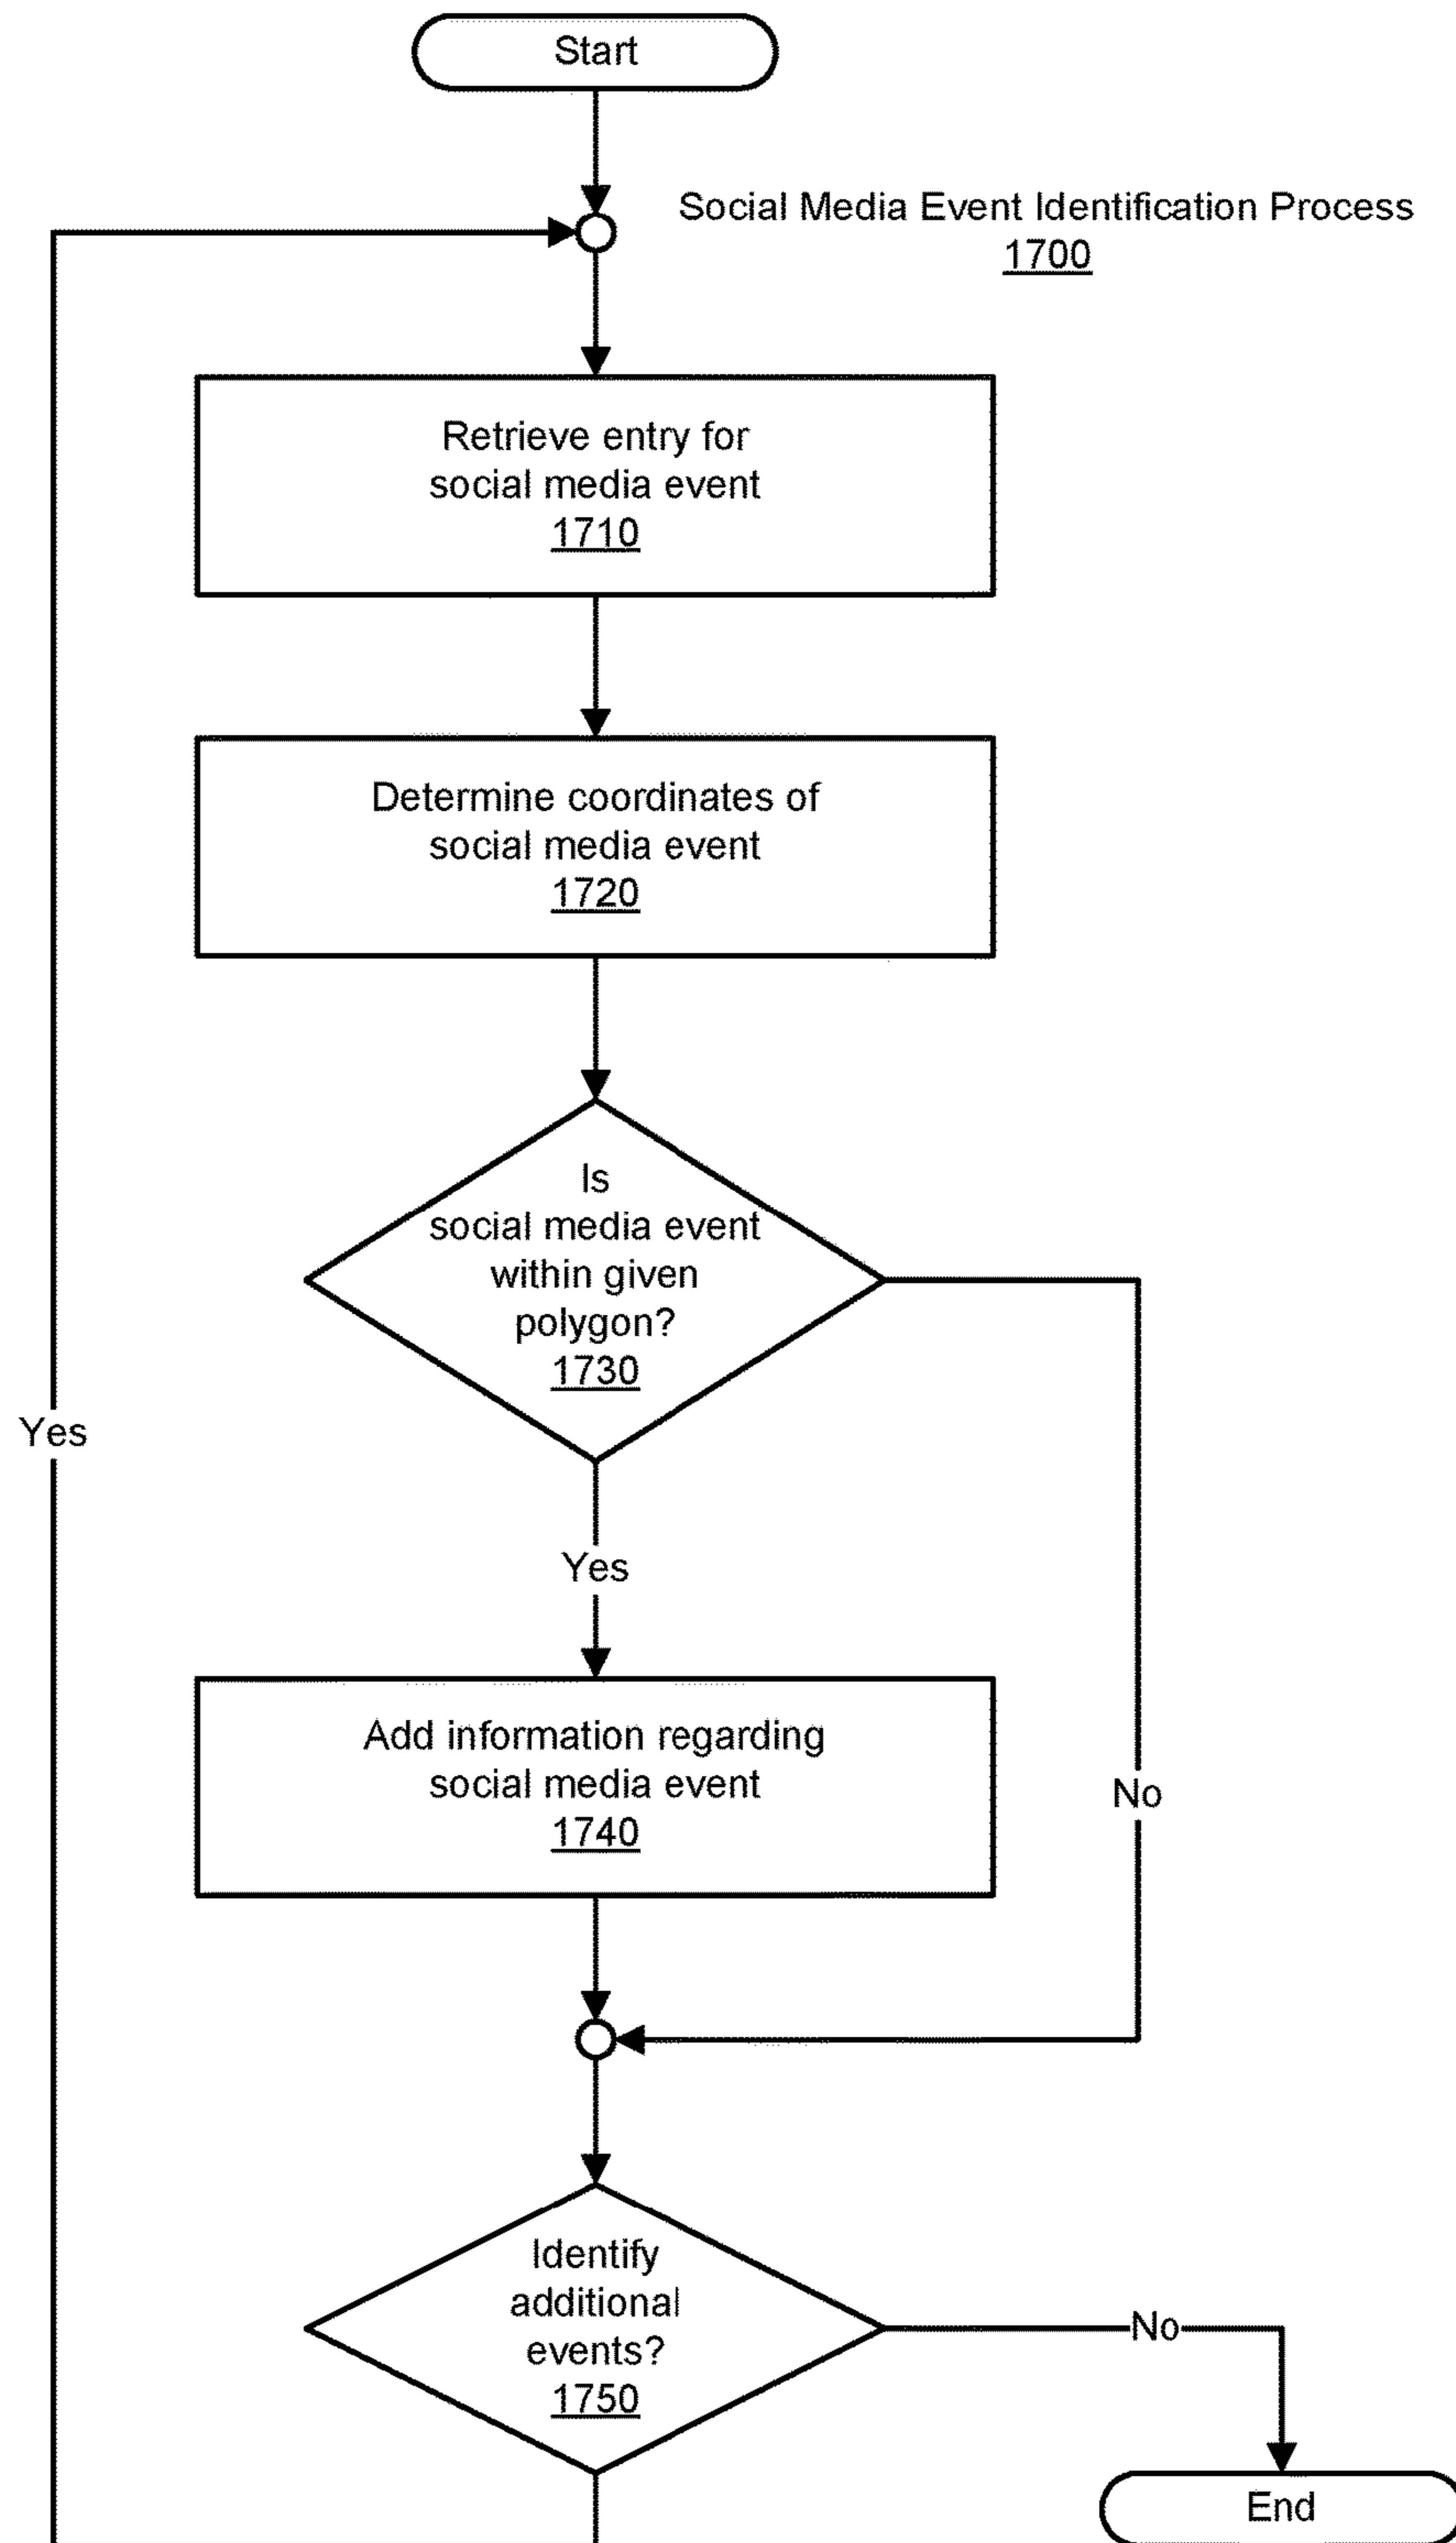 Start
Social Media Event Identification Process
1700
Retrieve entry for
social media event
1710
Determine coordinates of
social media event
1720
Is
social media event
within given
polygon?
1730
Yes
Yes
Add information regarding
social media event
1740
No
Identify
additional
events?
1750
No
End